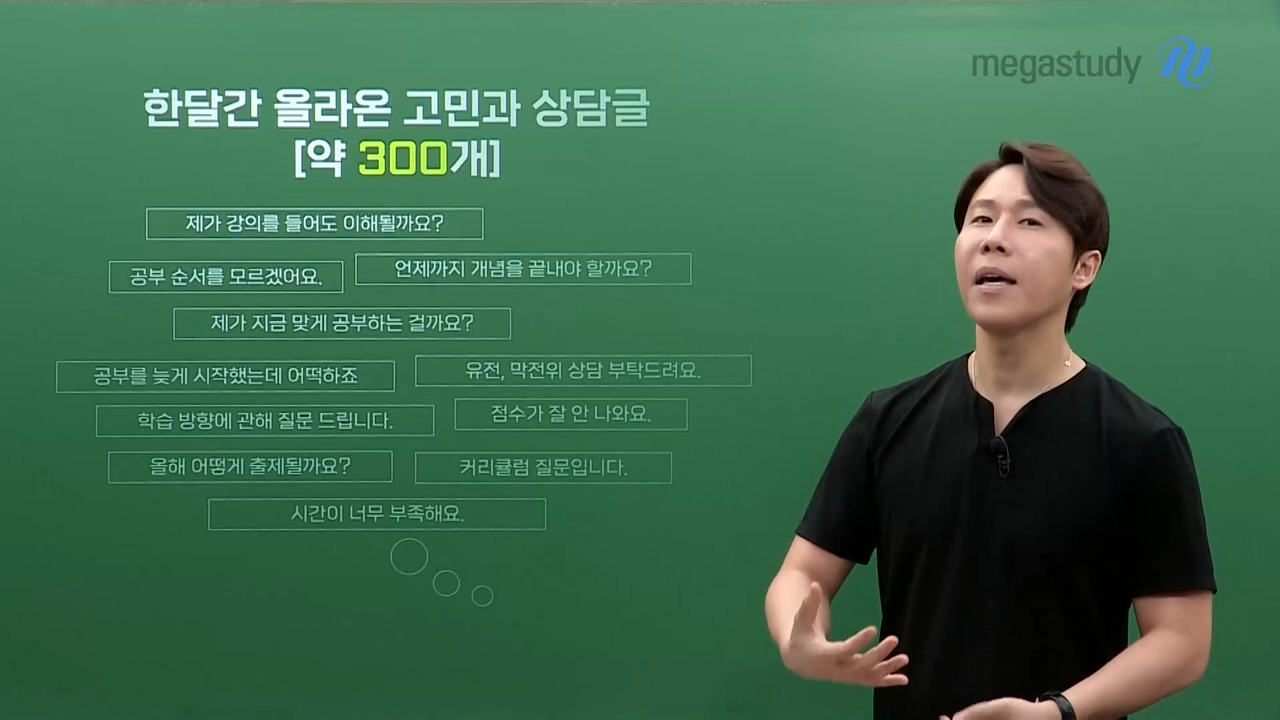 megastudy
한달간 올라온 고민과 상담글
[약 300개]
제가 강의를 들어도 이해될까요?
공부 순서를 모르겠어요.
언제까지 개념을 끝내야 할까요?
제가 지금 맞게 공부하는 걸까요?
공부를 늦게 시작했는데 어떡하죠
유전, 막전위 상담 부탁드려요.
학습 방향에 관해 질문 드립니다.
점수가 잘 안 나와요.
올해 어떻게 출제될까요?
커리큘럼 질문입니다.
시간이 너무 부족해요.